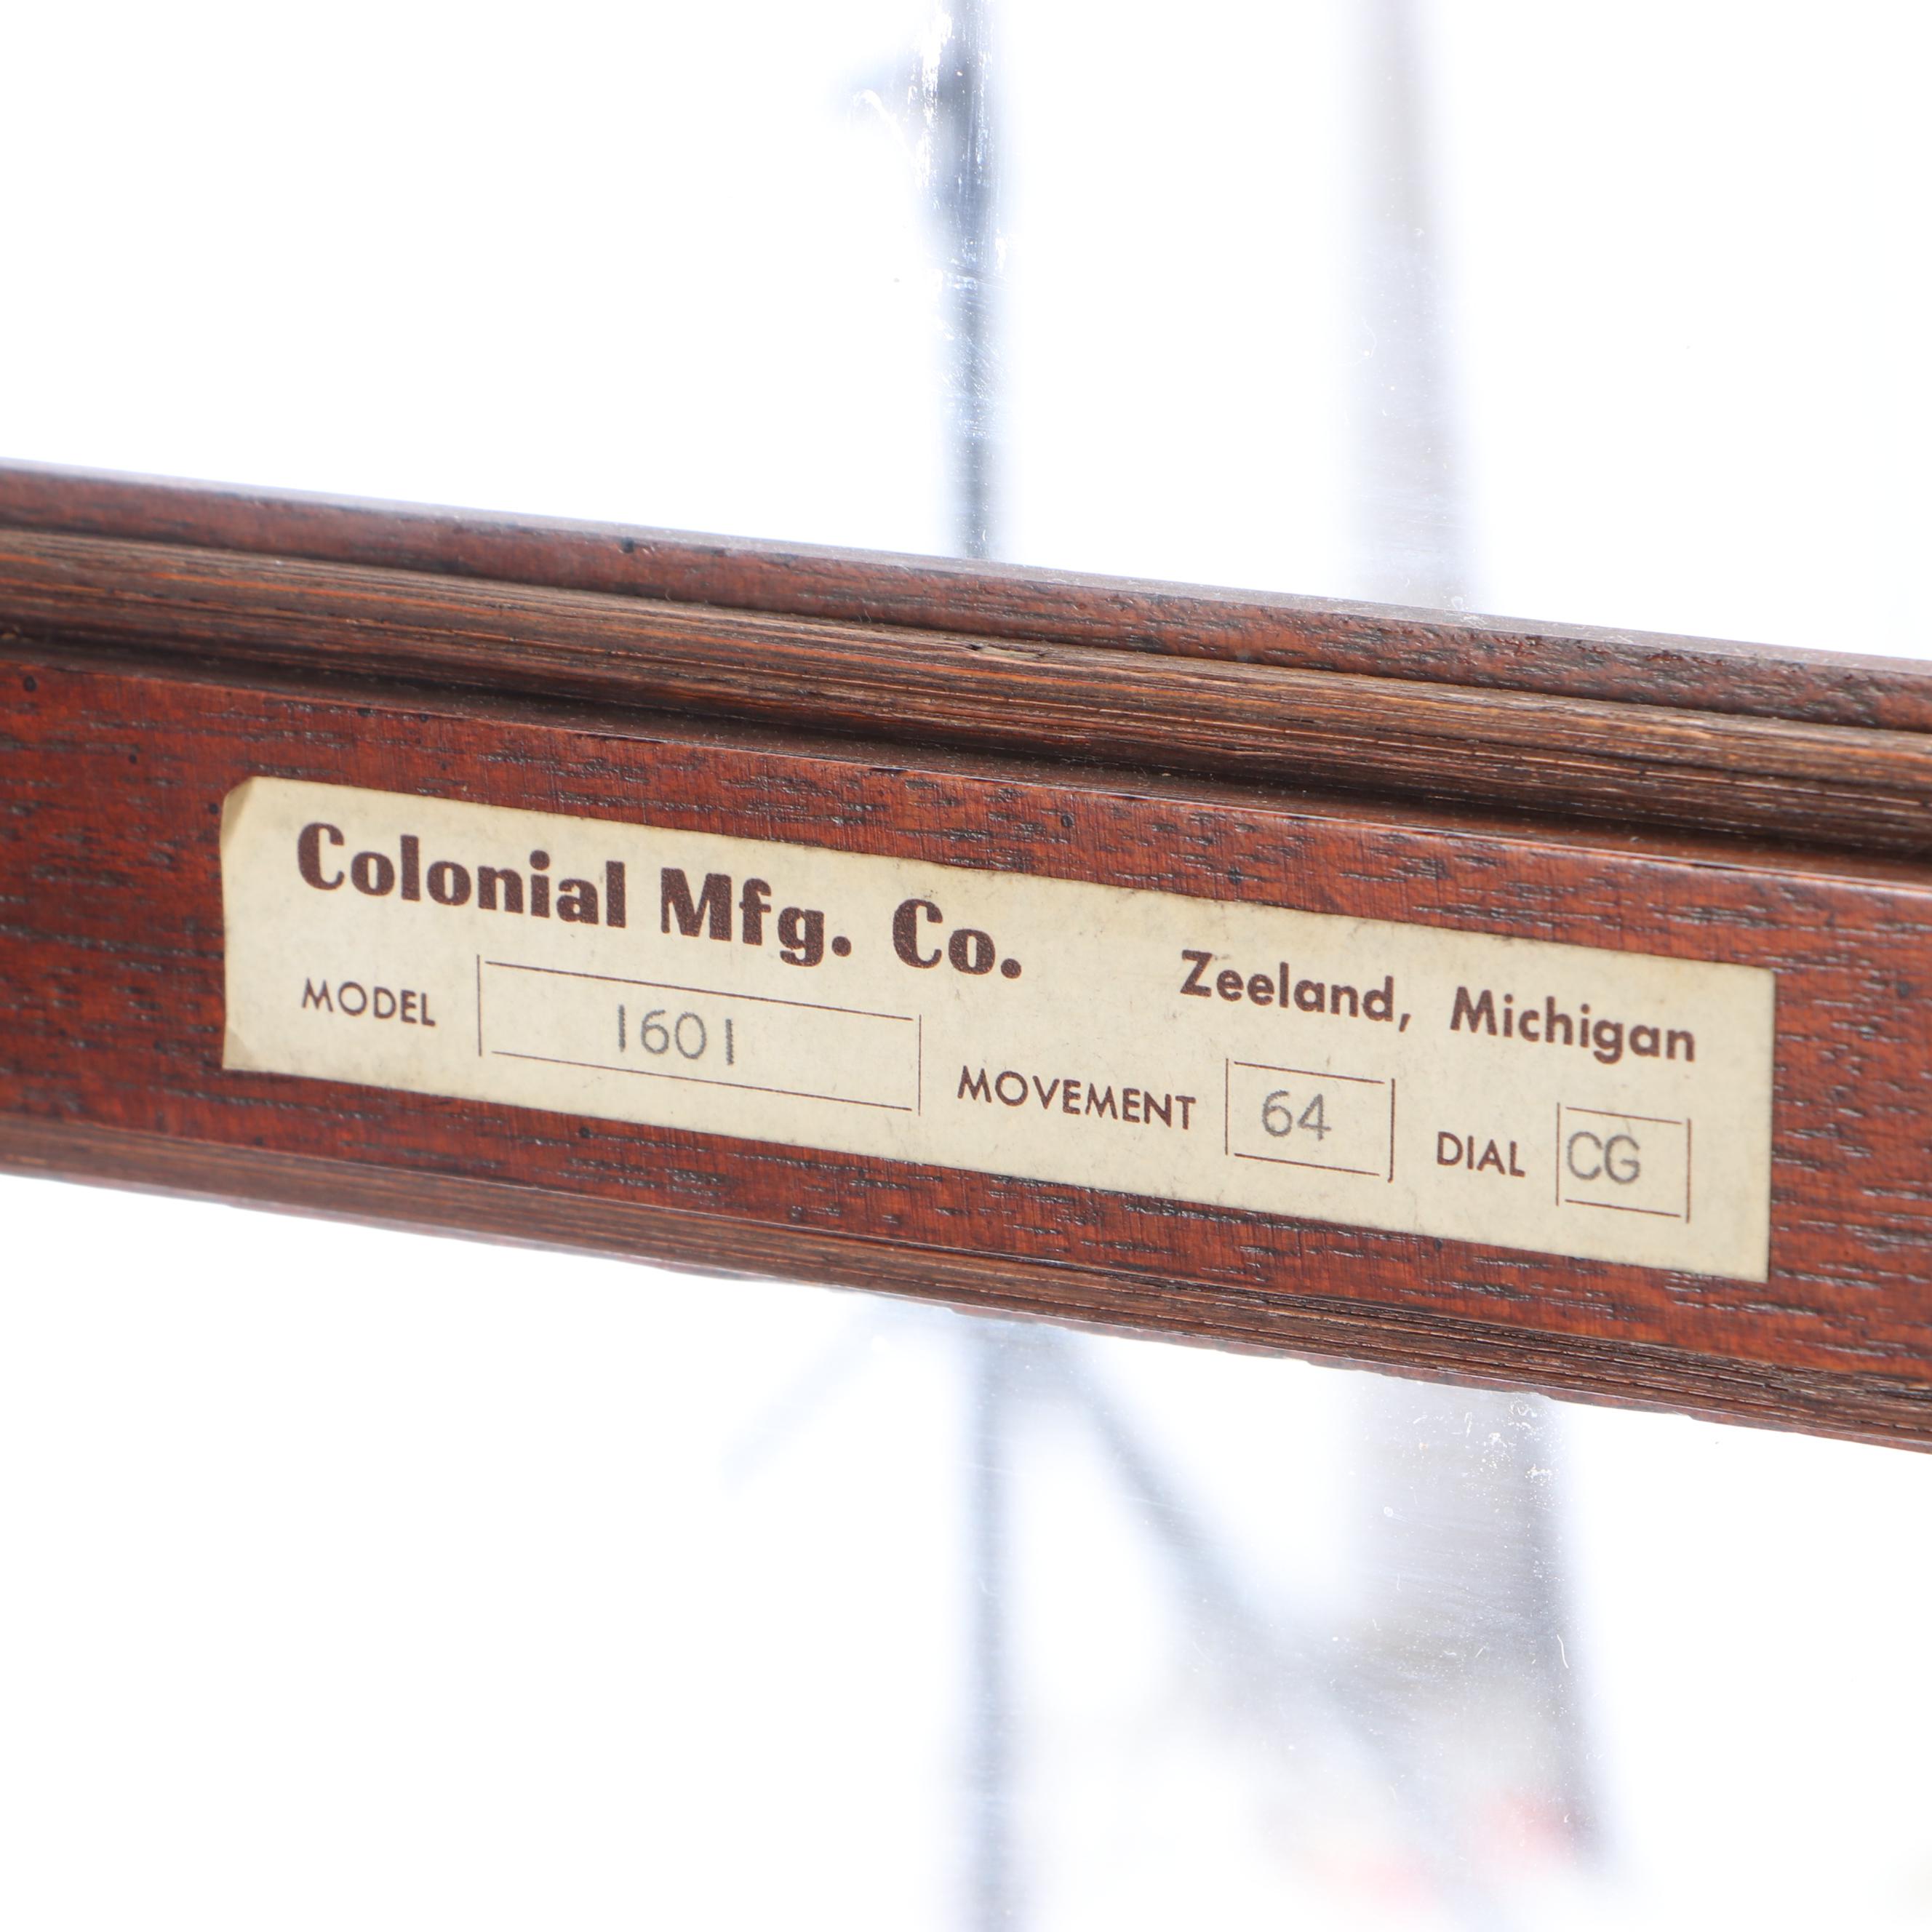 Colonial Mfg. Co. Zeeland, Michigan
MODEL 1601 MOVEMENT 64 DIAL CG